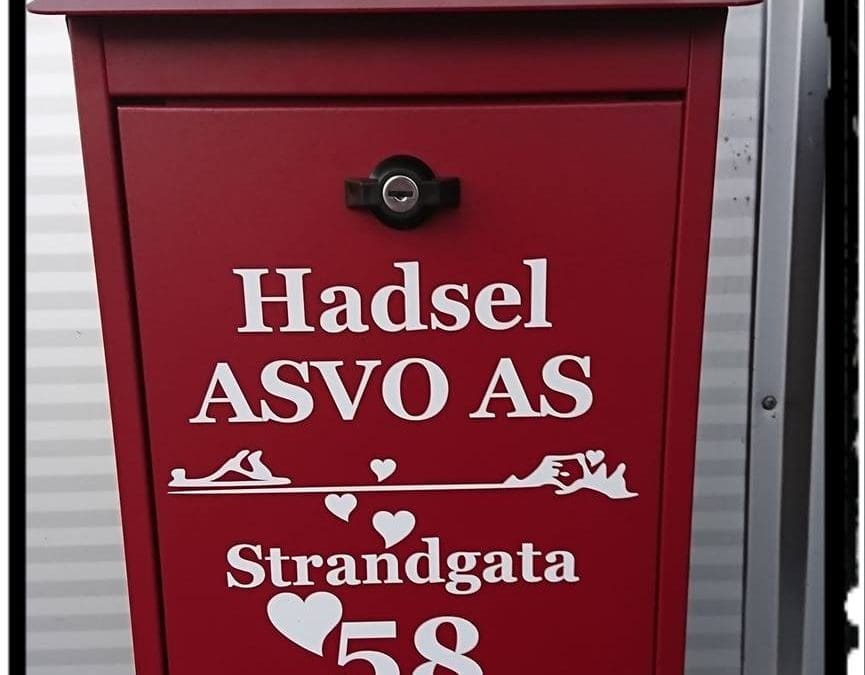 Hadsel
ASVO AS
Strandgata
58